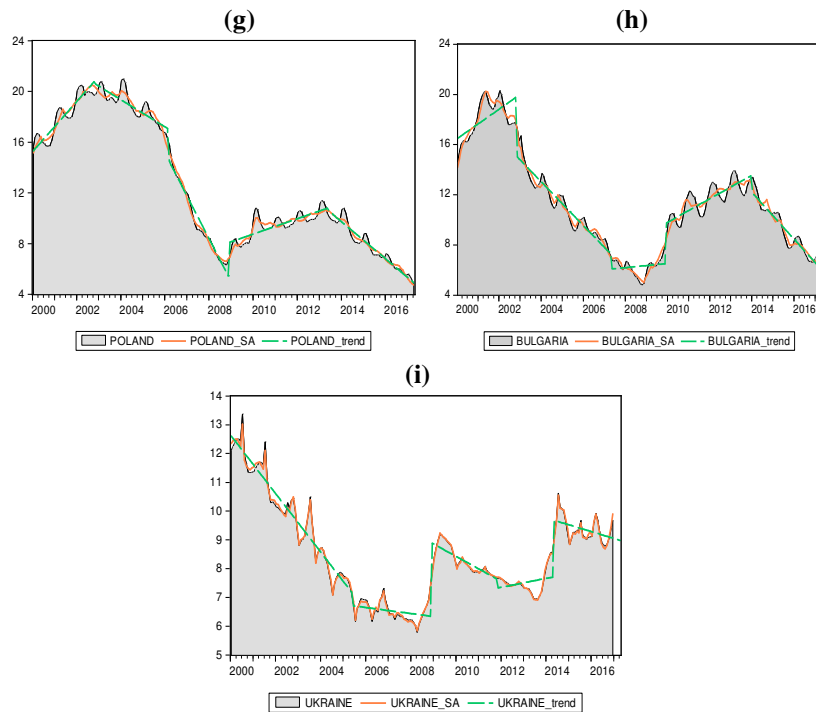 (g)
24
20
16
12
8
4
2000 2002 2004 2006 2008 2010 2012 2014 2016
POLAND POLAND_SA POLAND_trend
(h)
24
20
16
12
8
4
2000 2002 2004 2006 2008 2010 2012 2014 2016
BULGARIA BULGARIA_SA BULGARIA_trend
(i)
14
13
12
11
10
9
8
7
6
5
2000 2002 2004 2006 2008 2010 2012 2014 2016
UKRAINE UKRAINE_SA UKRAINE_trend